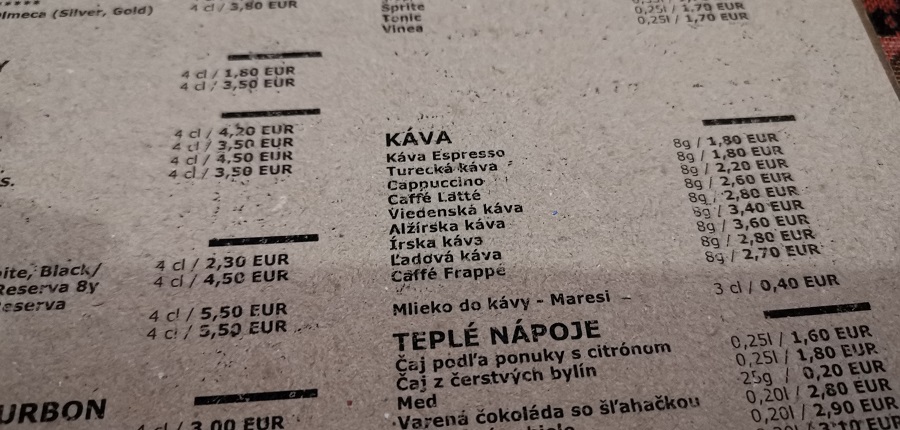 olmeca (Silver, Gold) 4 cl / 3,80 EUR
4 cl / 1,80 EUR
4 cl / 3,50 EUR
4 cl / 4,20 EUR
4 cl / 3,50 EUR
4 cl / 4,50 EUR
4 cl / 3,50 EUR
4 cl / 2,30 EUR
ite, Black/ 4 cl / 4,50 EUR
Reserva 8y
eserva 4 cl / 5,50 EUR
4 cl / 5,50 EUR
URBON
4 cl / 3,00 EUR
Sprite
Tonic 0,25l / 1,70 EUR
Vinea 0,25l / 1,70 EUR
KÁVA
Káva Espresso 8g / 1,80 EUR
Turecká káva 8g / 1,80 EUR
Cappuccino 8g / 2,20 EUR
Caffé Latté 8g / 2,60 EUR
Viedenská káva 8g / 2,80 EUR
Alžírska káva 8g / 3,40 EUR
Írska káva 8g / 3,60 EUR
Ľadová káva 8g / 2,80 EUR
Caffé Frappé 8g / 2,70 EUR
Mlieko do kávy - Maresi - 3 cl / 0,40 EUR
TEPLÉ NÁPOJE
Čaj podľa ponuky s citrónom 0,25l / 1,60 EUR
Čaj z čerstvých bylín 0,25l / 1,80 EUR
Med 25g / 0,20 EUR
Varená čokoláda so šľahačkou 0,20l / 2,80 EUR
0,20l / 2,90 EUR